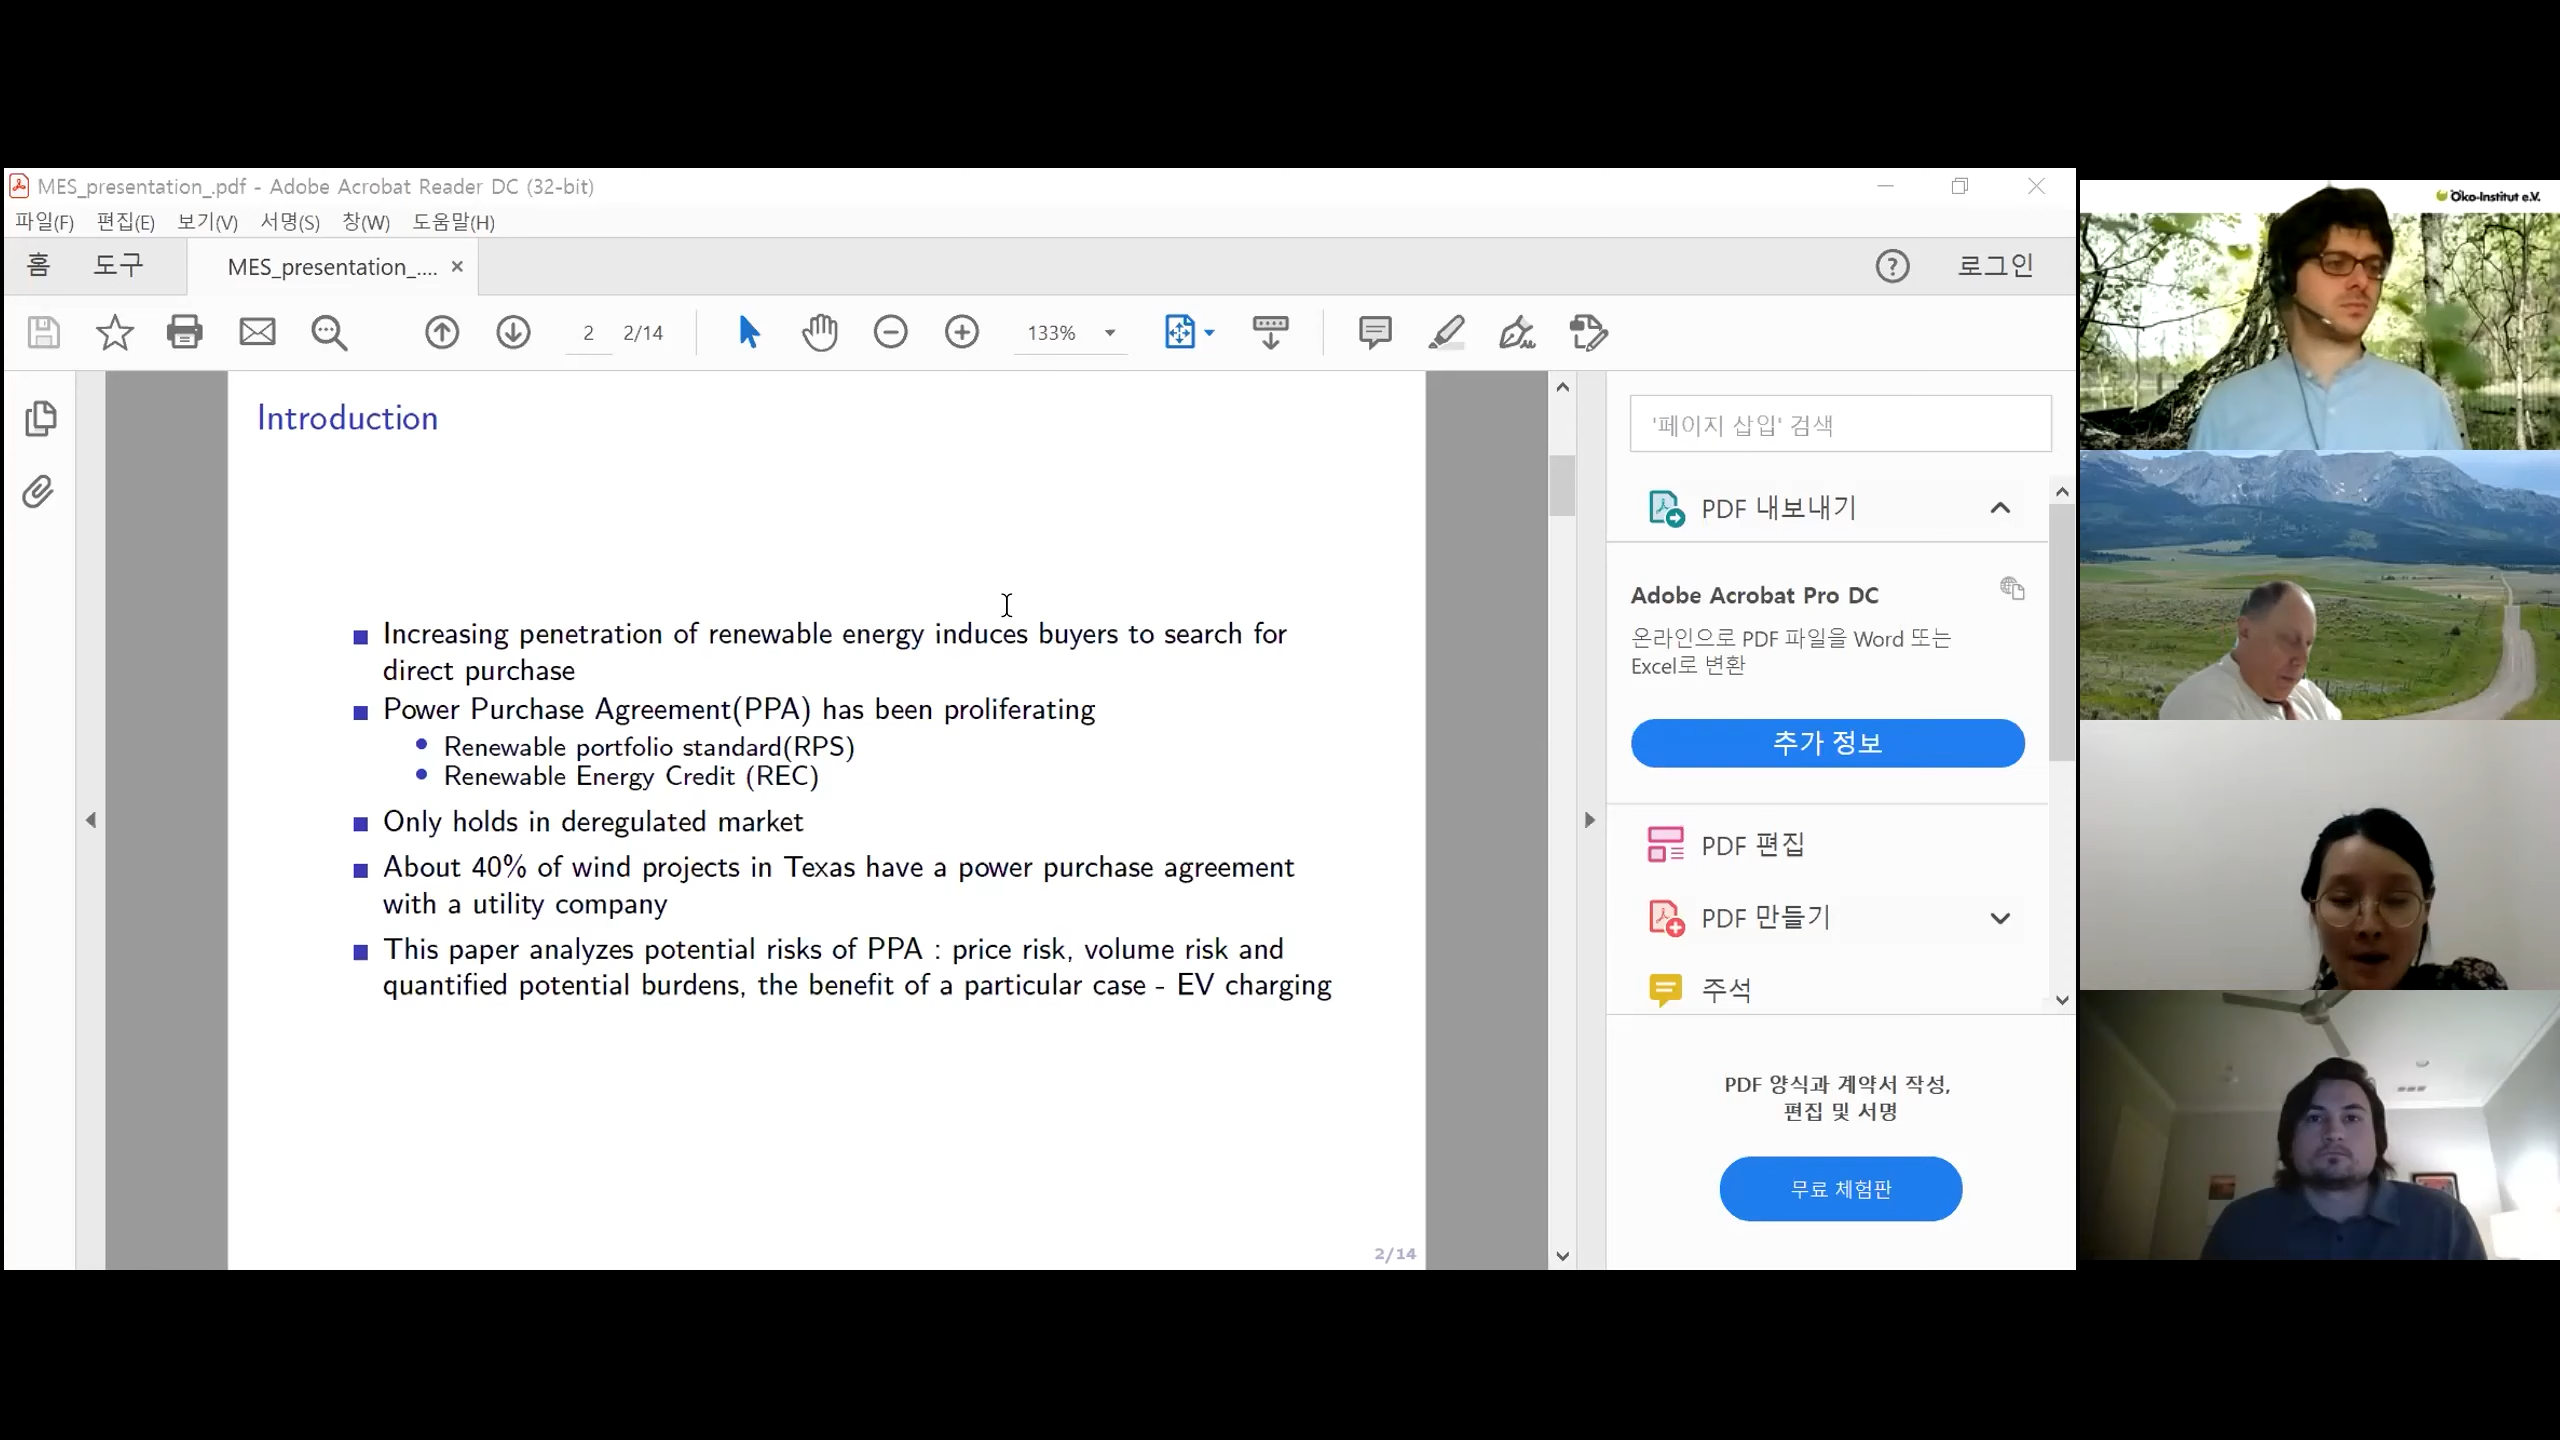 MES_presentation_.pdf - Adobe Acrobat Reader DC (32-bit)
파일(F) 편집(E) 보기(V) 서명(S) 창(W) 도움말(H)
홈 도구 MES_presentation_.... × 로그인
2 2/14 133%
Introduction
Increasing penetration of renewable energy induces buyers to search for
direct purchase
Power Purchase Agreement(PPA) has been proliferating
Renewable portfolio standard(RPS)
Renewable Energy Credit (REC)
Only holds in deregulated market
About 40% of wind projects in Texas have a power purchase agreement
with a utility company
This paper analyzes potential risks of PPA : price risk, volume risk and
quantified potential burdens, the benefit of a particular case - EV charging
2/14
'페이지 삽입' 검색
PDF 내보내기
Adobe Acrobat Pro DC
온라인으로 PDF 파일을 Word 또는
Excel로 변환
추가 정보
PDF 편집
PDF 만들기
주석
PDF 양식과 계약서 작성,
편집 및 서명
무료 체험판
Öko-Institut e.V.